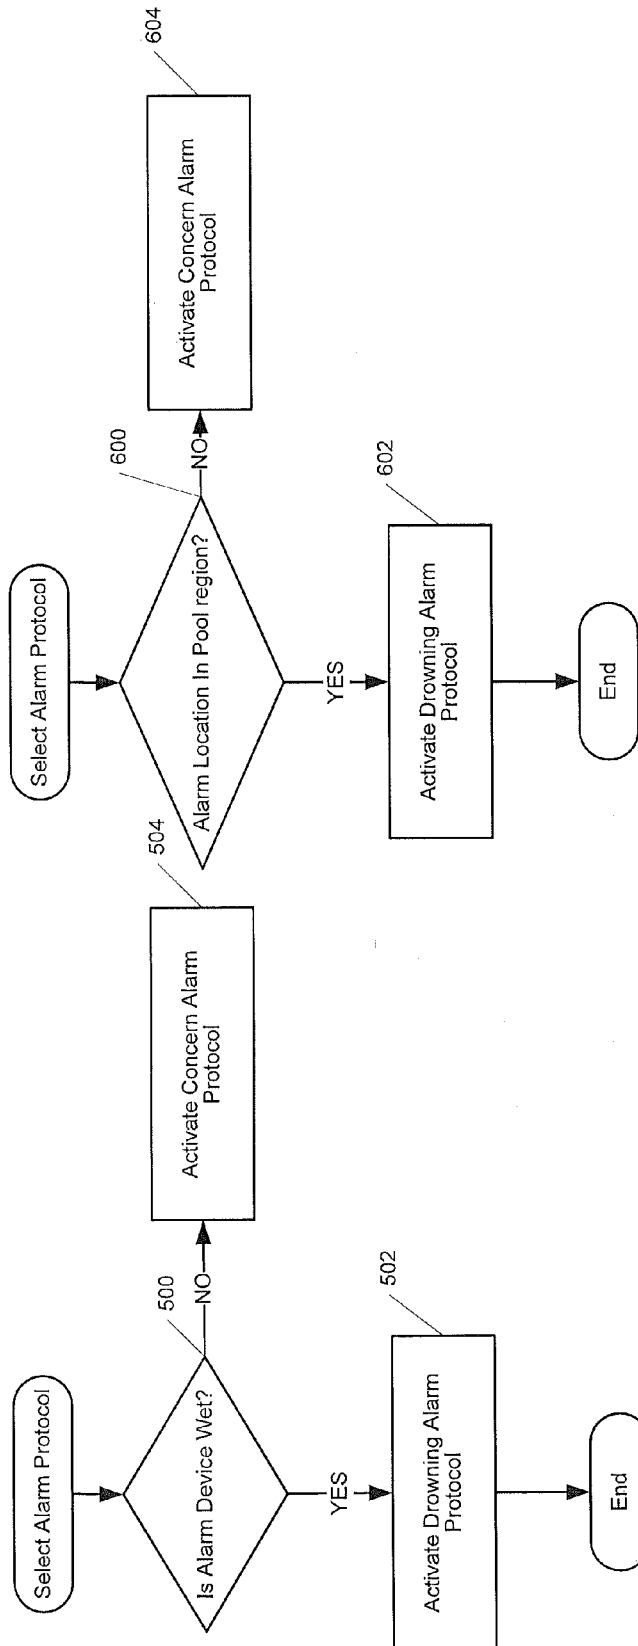 Select Alarm Protocol
500
Is Alarm Device Wet?
NO
504
Activate Concern Alarm
Protocol
YES
502
Activate Drowning Alarm
Protocol
End
Select Alarm Protocol
600
Alarm Location In Pool region?
NO
604
Activate Concern Alarm
Protocol
YES
602
Activate Drowning Alarm
Protocol
End